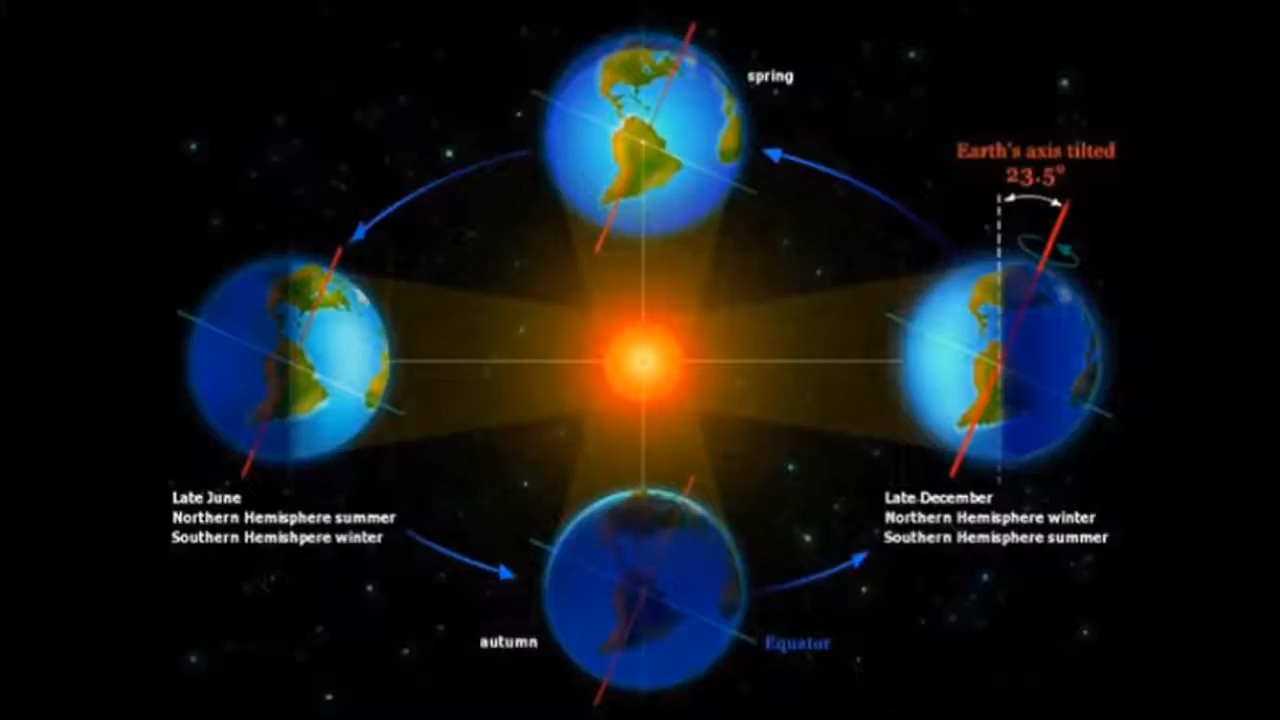 spring
Earth's axis tilted
23.5°
Late June
Northern Hemisphere summer
Southern Hemishpere winter
Late December
Northern Hemisphere winter
Southern Hemisphere summer
autumn
Equator